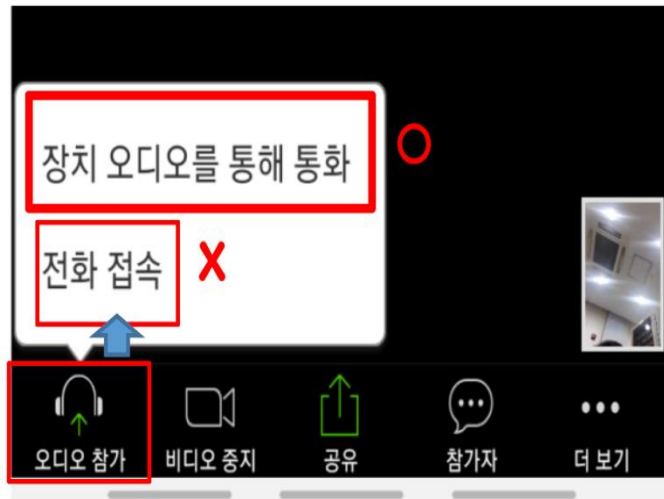 장치 오디오를 통해 통화
O
전화 접속
X
오디오 참가
비디오 중지
공유
참가자
더 보기